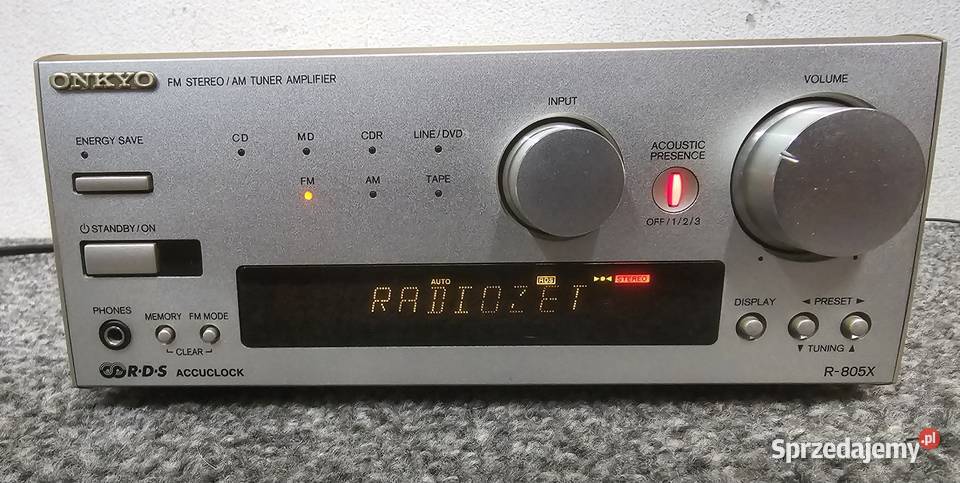 ONKYO FM STEREO/AM TUNER AMPLIFIER
VOLUME
INPUT
ENERGY SAVE
CD MD CDR LINE/DVD
ACOUSTIC
PRESENCE
FM AM TAPE
OFF/1/2/3
STANDBY/ON
AUTO RDS STEREO
RADIOZET
PHONES
MEMORY FM MODE
CLEAR
DISPLAY
PRESET
TUNING
R·D·S ACCUCLOCK
R-805X
Sprzedajemy.pl